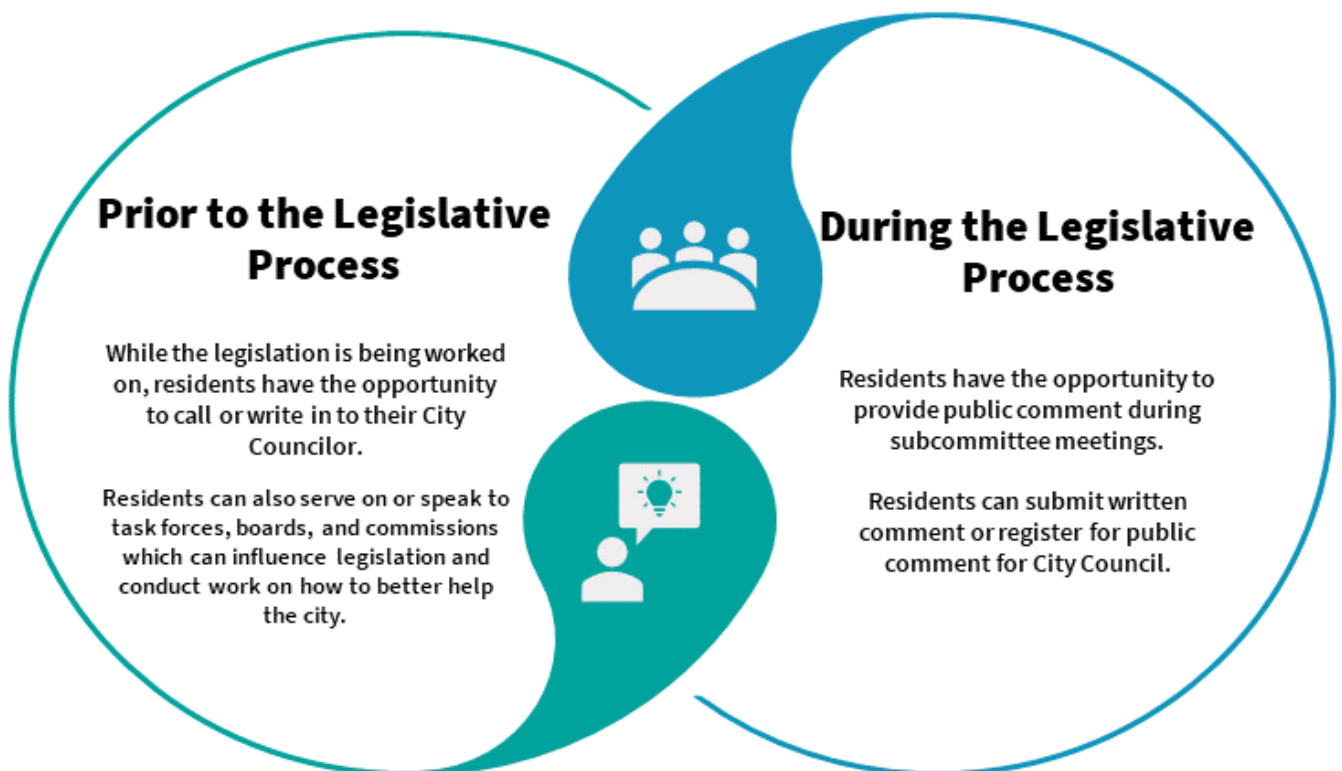 Prior to the Legislative
Process
While the legislation is being worked
on, residents have the opportunity
to call or write in to their City
Councilor.
Residents can also serve on or speak to
task forces, boards, and commissions
which can influence legislation and
conduct work on how to better help
the city.
During the Legislative
Process
Residents have the opportunity to
provide public comment during
subcommittee meetings.
Residents can submit written
comment or register for public
comment for City Council.